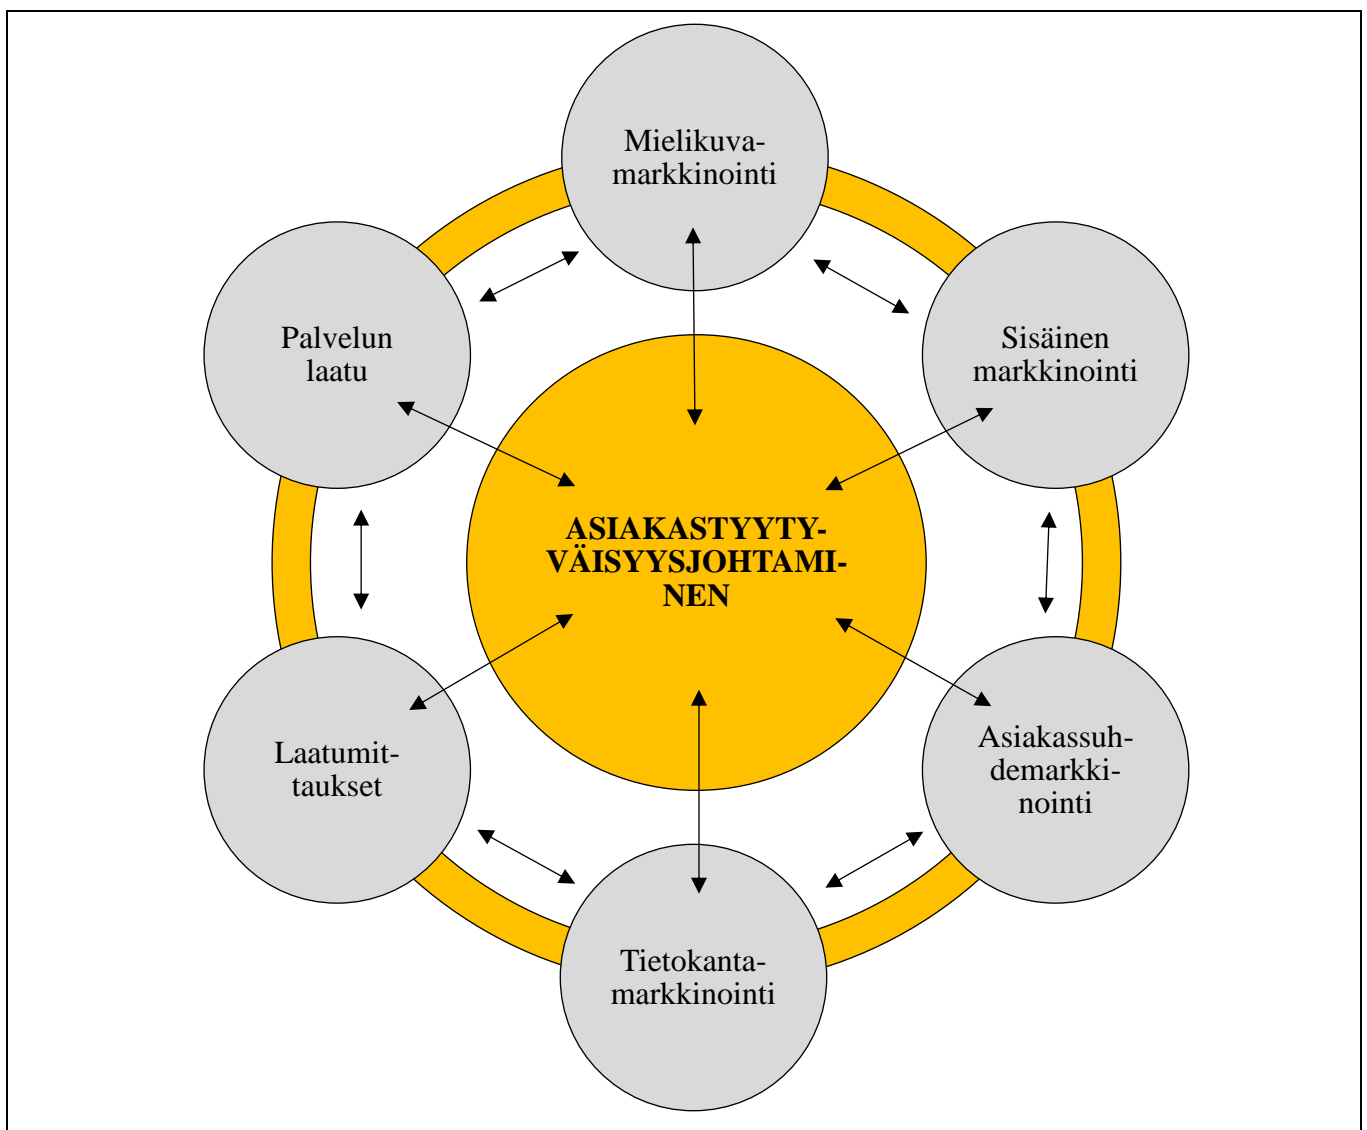 Mielikuva-
markkinointi
Palvelun
laatu
Sisäinen
markkinointi
ASIAKASTYYTY-
VÄISYYSJOHTAMI-
NEN
Laatumit-
taukset
Asiakassuh-
demarkki-
nointi
Tietokanta-
markkinointi